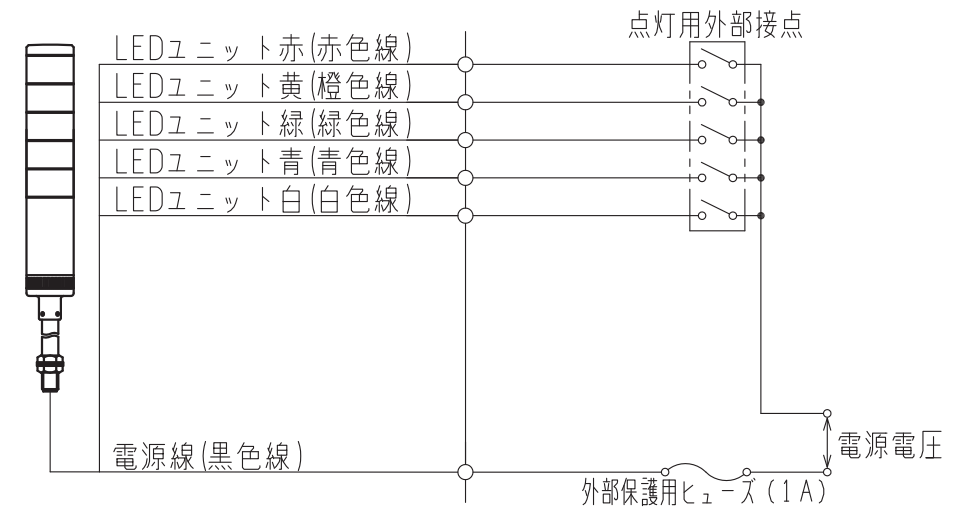 点灯用外部接点
LEDユニット赤(赤色線)
LEDユニット黄(橙色線)
LEDユニット緑(緑色線)
LEDユニット青(青色線)
LEDユニット白(白色線)
電源電圧
電源線(黒色線)
外部保護用ヒューズ(1A)